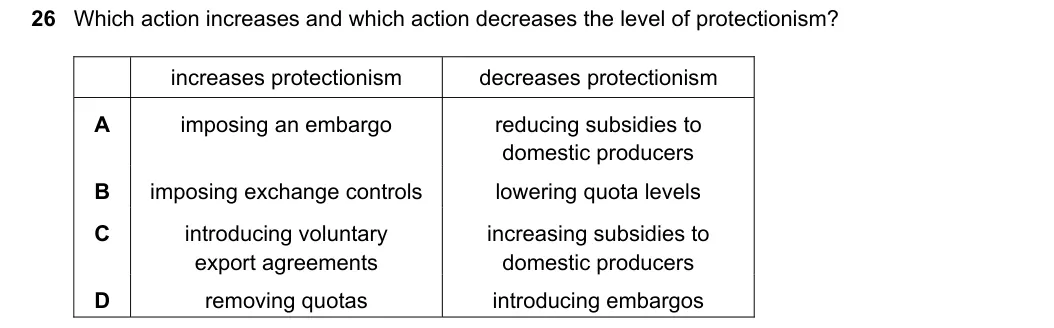 26 Which action increases and which action decreases the level of protectionism?
increases protectionism decreases protectionism
A imposing an embargo reducing subsidies to
domestic producers
B imposing exchange controls lowering quota levels
C introducing voluntary increasing subsidies to
export agreements domestic producers
D removing quotas introducing embargos